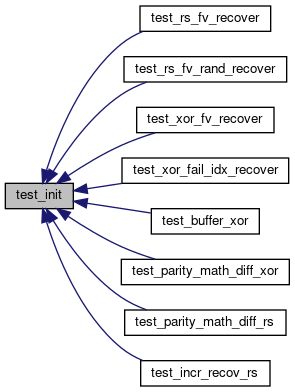 test_rs_fv_recover
test_rs_fv_rand_recover
test_xor_fv_recover
test_xor_fail_idx_recover
test_init
test_buffer_xor
test_parity_math_diff_xor
test_parity_math_diff_rs
test_incr_recov_rs